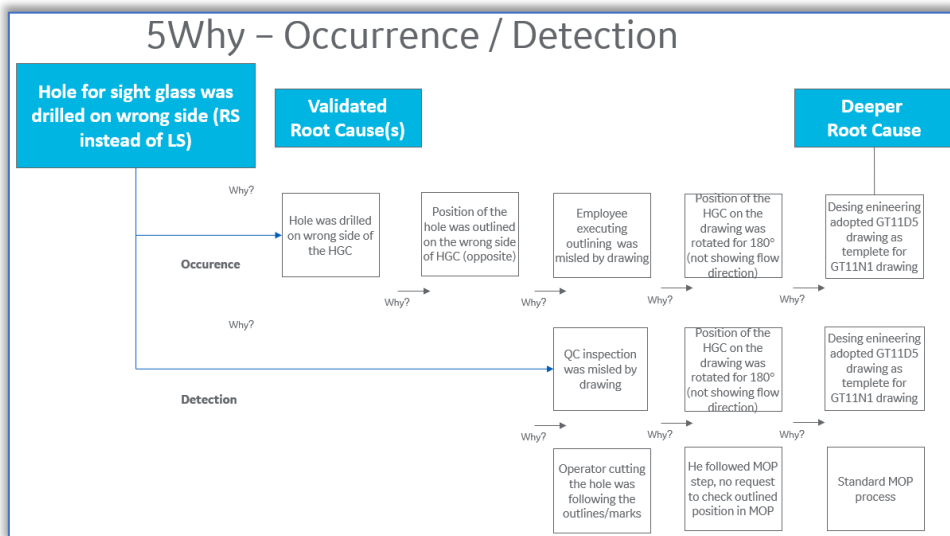 5Why – Occurrence / Detection
Hole for sight glass was
drilled on wrong side (RS
instead of LS)
Validated
Root Cause(s)
Deeper
Root Cause
Why?
Hole was drilled
on wrong side of
the HGC
Position of the
hole was outlined
on the wrong side
of HGC (opposite)
Employee
executing
outlining was
misled by drawing
Position of the
HGC on the
drawing was
rotated for 180°
(not showing flow
direction)
Desing enineering
adopted GT11D5
drawing as
templete for
GT11N1 drawing
Occurence
Why?
Why?
Why?
Why?
Why?
QC inspection
was misled by
drawing
Position of the
HGC on the
drawing was
rotated for 180°
(not showing flow
direction)
Desing enineering
adopted GT11D5
drawing as
templete for
GT11N1 drawing
Detection
Why?
Why?
Why?
Operator cutting
the hole was
following the
outlines/marks
He followed MOP
step, no request
to check outlined
position in MOP
Standard MOP
process